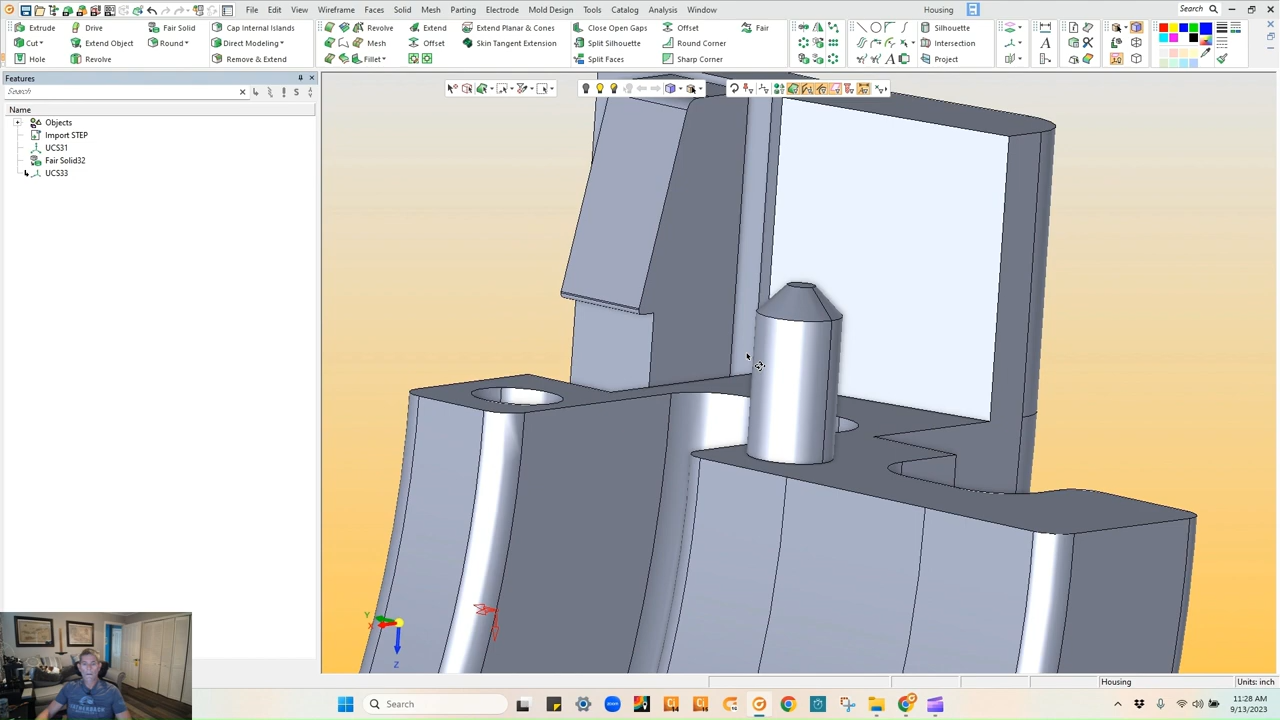 File Edit View Wireframe Faces Solid Mesh Parting Electrode Mold Design Tools Catalog Analysis Window Housing Search
Extrude Drive Fair Solid Cap Internal Islands Revolve Extend Extend Planar & Cones Offset Close Open Gaps Fair Silhouette
Cut Extend Object Round Direct Modeling Mesh Offset Skin Tangent Extension Split Silhouette Round Corner Intersection
Hole Revolve Remove & Extend Fillet Split Faces Sharp Corner Project
Features
Search
Name
Objects
Import STEP
UCS31
Fair Solid32
UCS33
Y
X
Z
Housing Units: inch
Search
11:28 AM
9/13/2023